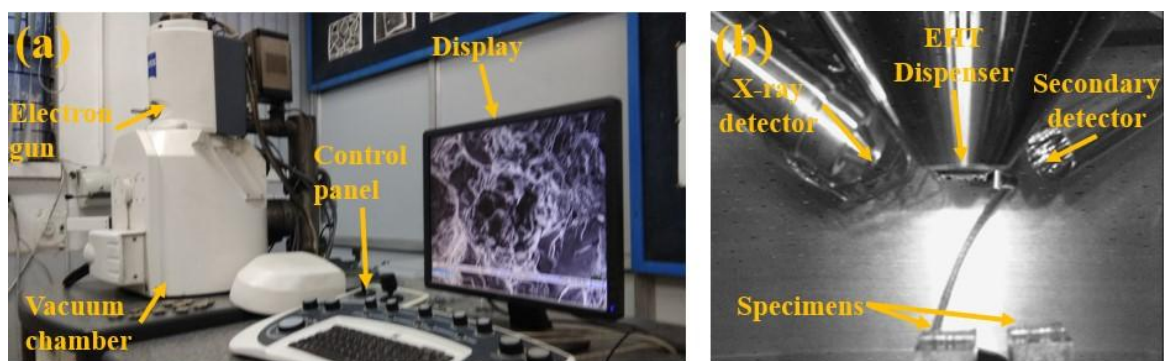 (a)
Display
Electron
gun
Control
panel
Vacuum
chamber
(b)
EHT
Dispenser
X-ray
detector
Secondary
detector
Specimens